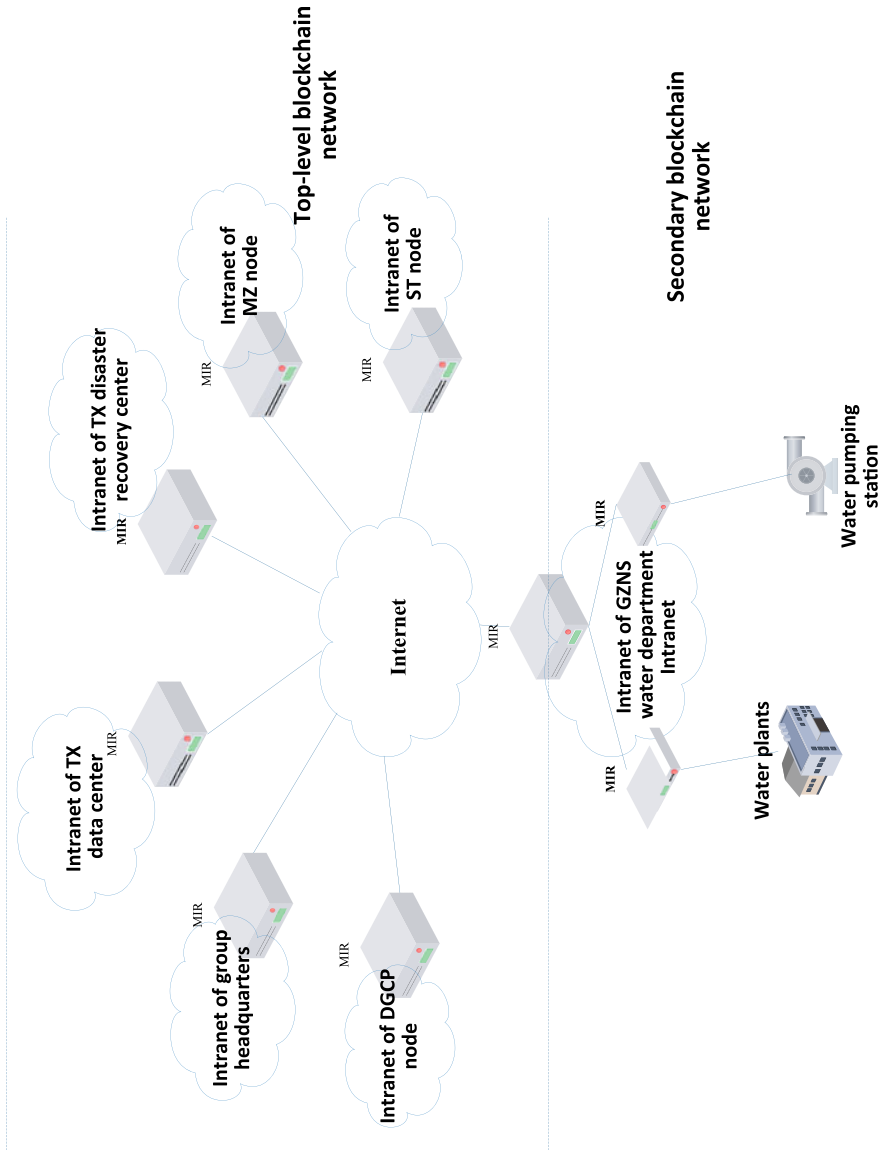 Top-level blockchain
network
Intranet of
MZ node
MIR
Intranet of
ST node
MIR
Intranet of TX disaster
recovery center
MIR
Intranet of TX
data center
MIR
Intranet of group
headquarters
MIR
Intranet of DGCP
node
MIR
Internet
MIR
Secondary blockchain
network
Intranet of GZNS
water department
Intranet
MIR
MIR
Water plants
Water pumping
station